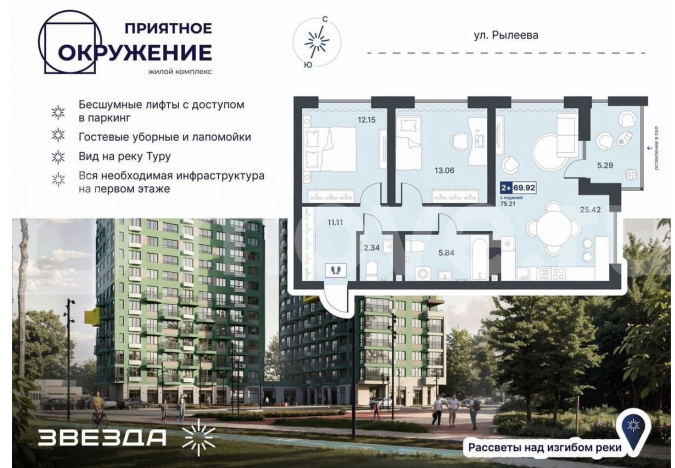 ПРИЯТНОЕ
ОКРУЖЕНИЕ
ЖИЛОЙ КОМПЛЕКС
С
Ю
ул. Рылеева
Бесшумные лифты с доступом
в паркинг
Гостевые уборные и лапомойки
Вид на реку Туру
Вся необходимая инфраструктура
на первом этаже
12.15
13.06
2+ 69.92
с лоджией
75.21
5.29
остекление в пол
25.42
11.11
2.34
5.84
ЗВЕЗДА
Рассветы над изгибом реки